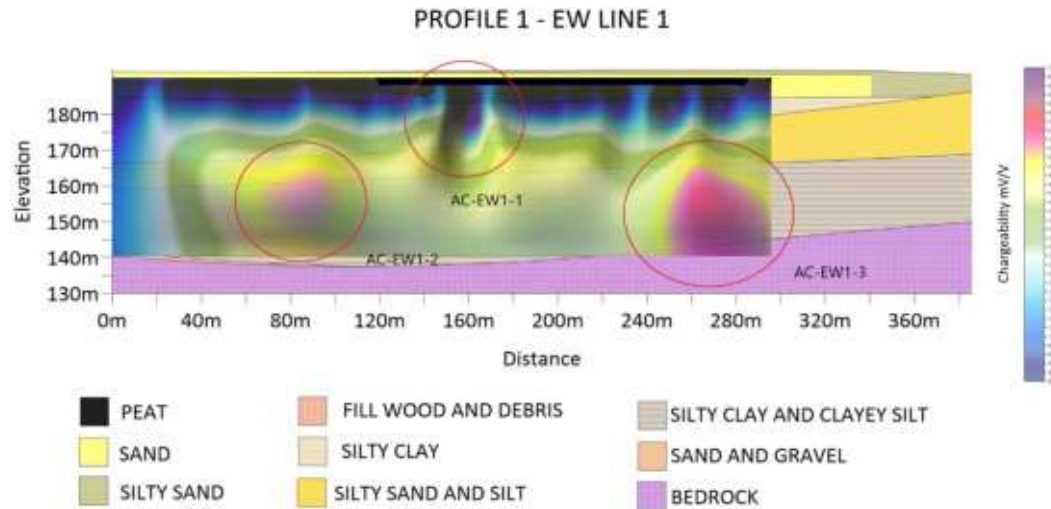 PROFILE 1 - EW LINE 1
180m
170m
160m
150m
140m
130m
Elevation
AC-EW1-1
AC-EW1-2
AC-EW1-3
Chargeability mV/V
0m 40m 80m 120m 160m 200m 240m 280m 320m 360m
Distance
PEAT
FILL WOOD AND DEBRIS
SILTY CLAY AND CLAYEY SILT
SAND
SILTY CLAY
SAND AND GRAVEL
SILTY SAND
SILTY SAND AND SILT
BEDROCK